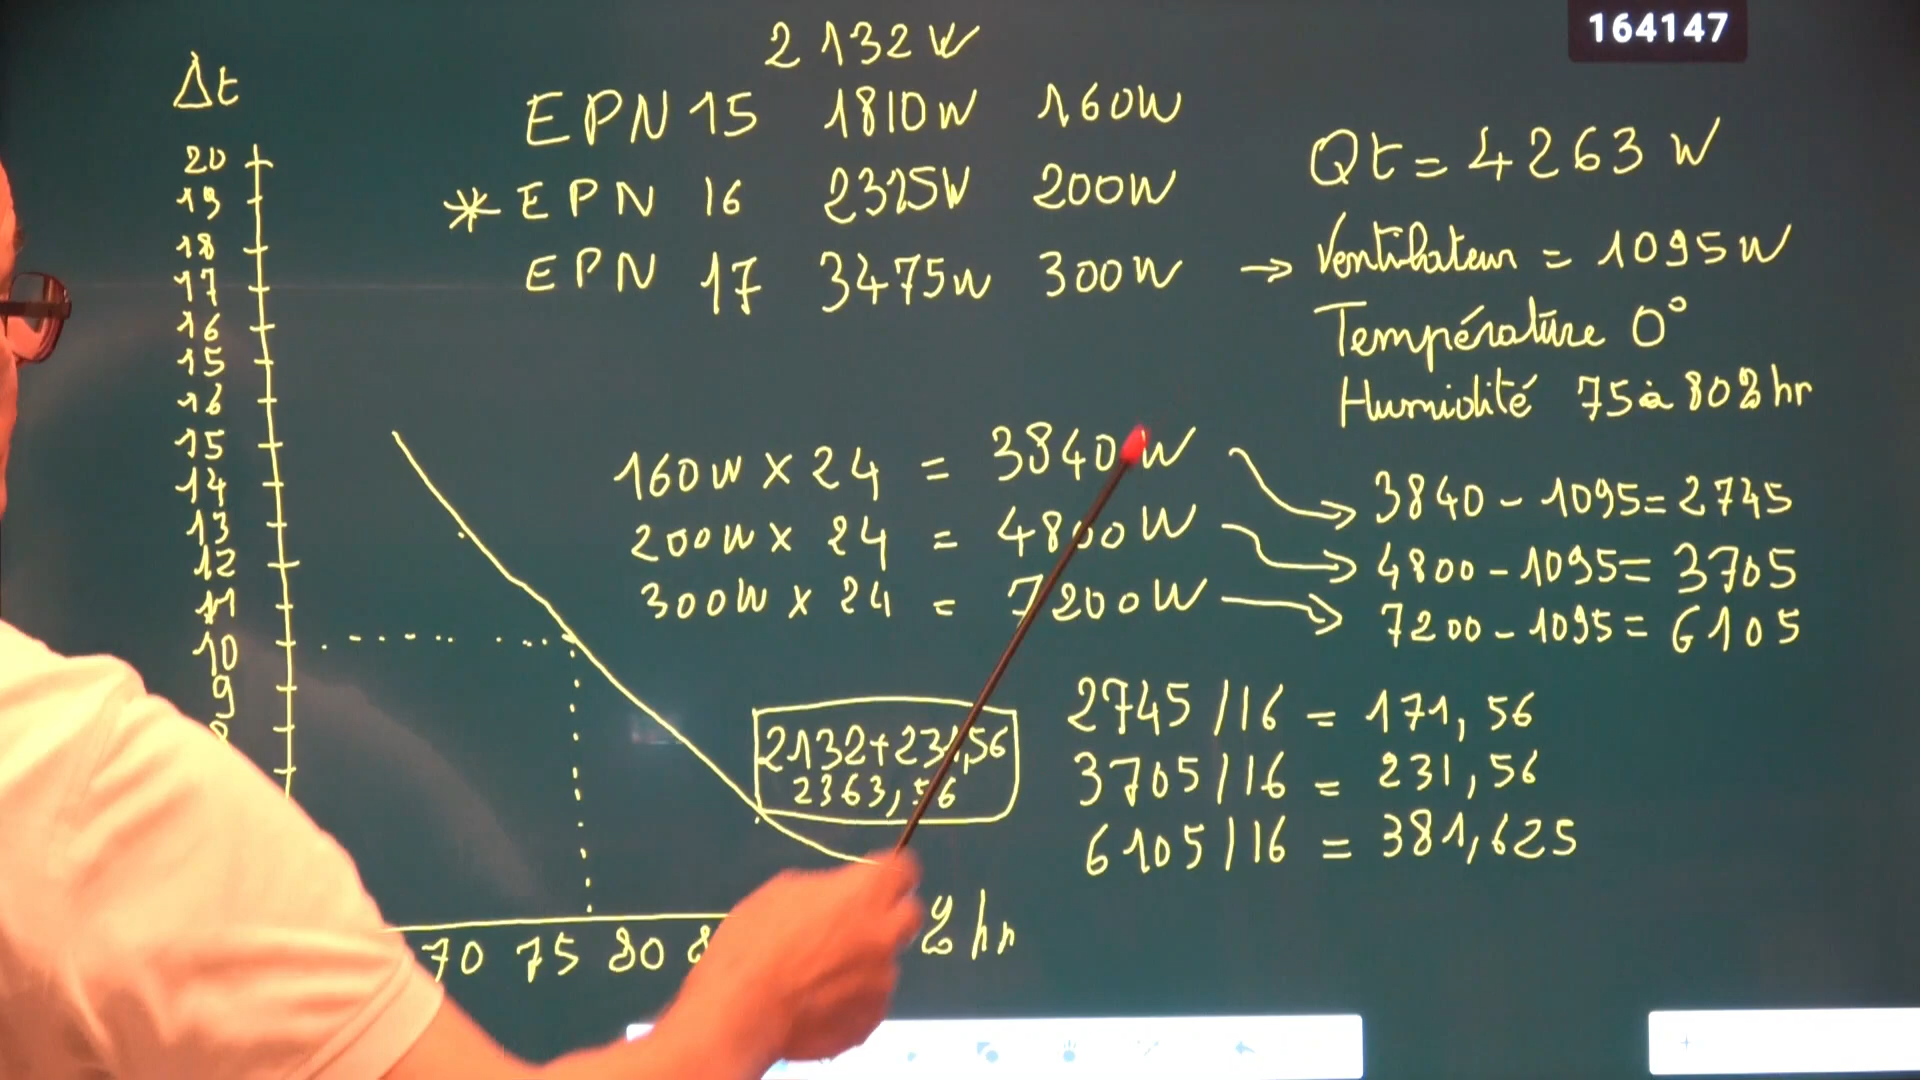 164147
2132W
EPN 15 1810W 160W
* EPN 16 2325W 200W
EPN 17 3475W 300W
Qt = 4263 W
→ Ventilateur = 1095W
Température 0°
Humidité 75 à 80% hr
160W × 24 = 3840W
200W × 24 = 4800W
300W × 24 = 7200W
3840 - 1095 = 2745
4800 - 1095 = 3705
7200 - 1095 = 6105
2745 / 16 = 171,56
3705 / 16 = 231,56
6105 / 16 = 381,625
2132 + 231,56
2363,56
Δt
20
19
18
17
16
15
16
15
14
13
12
11
10
9
8
70 75 80
% hr